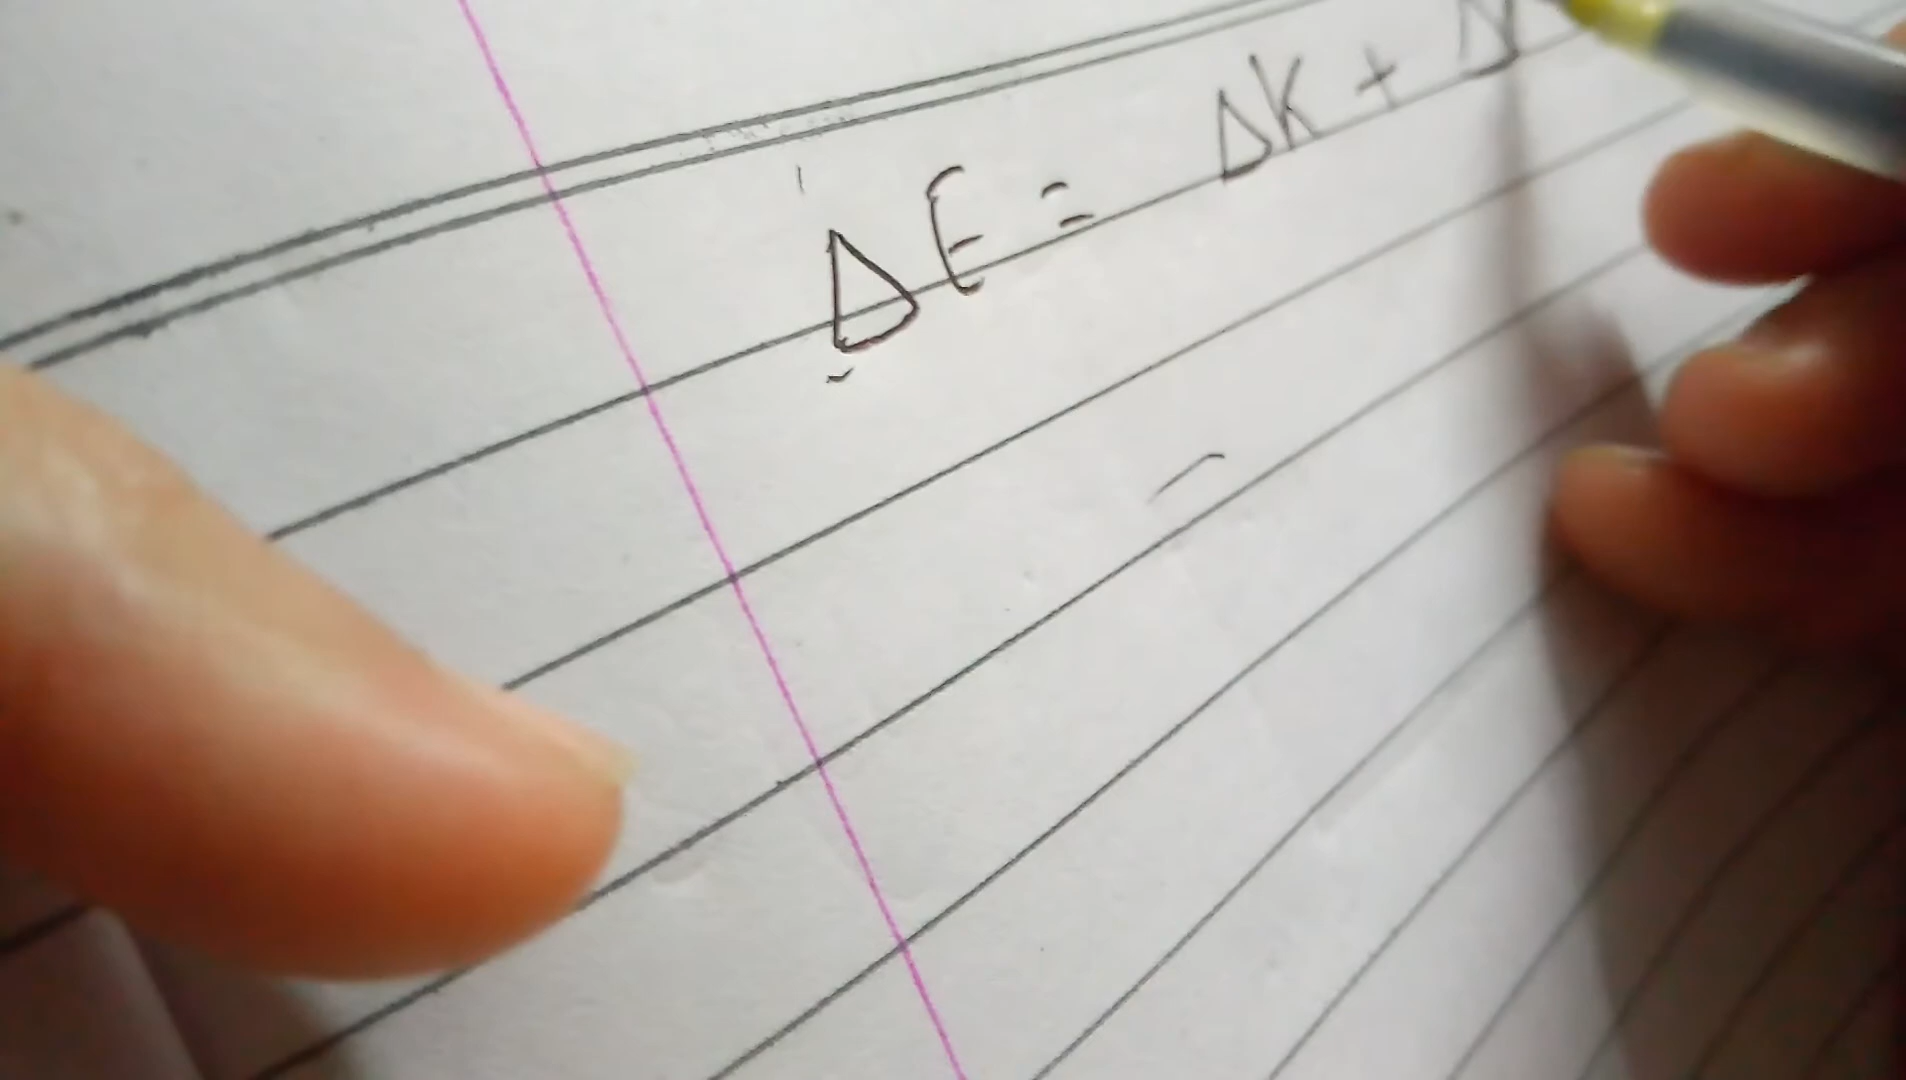 ΔE = ΔK + Δ